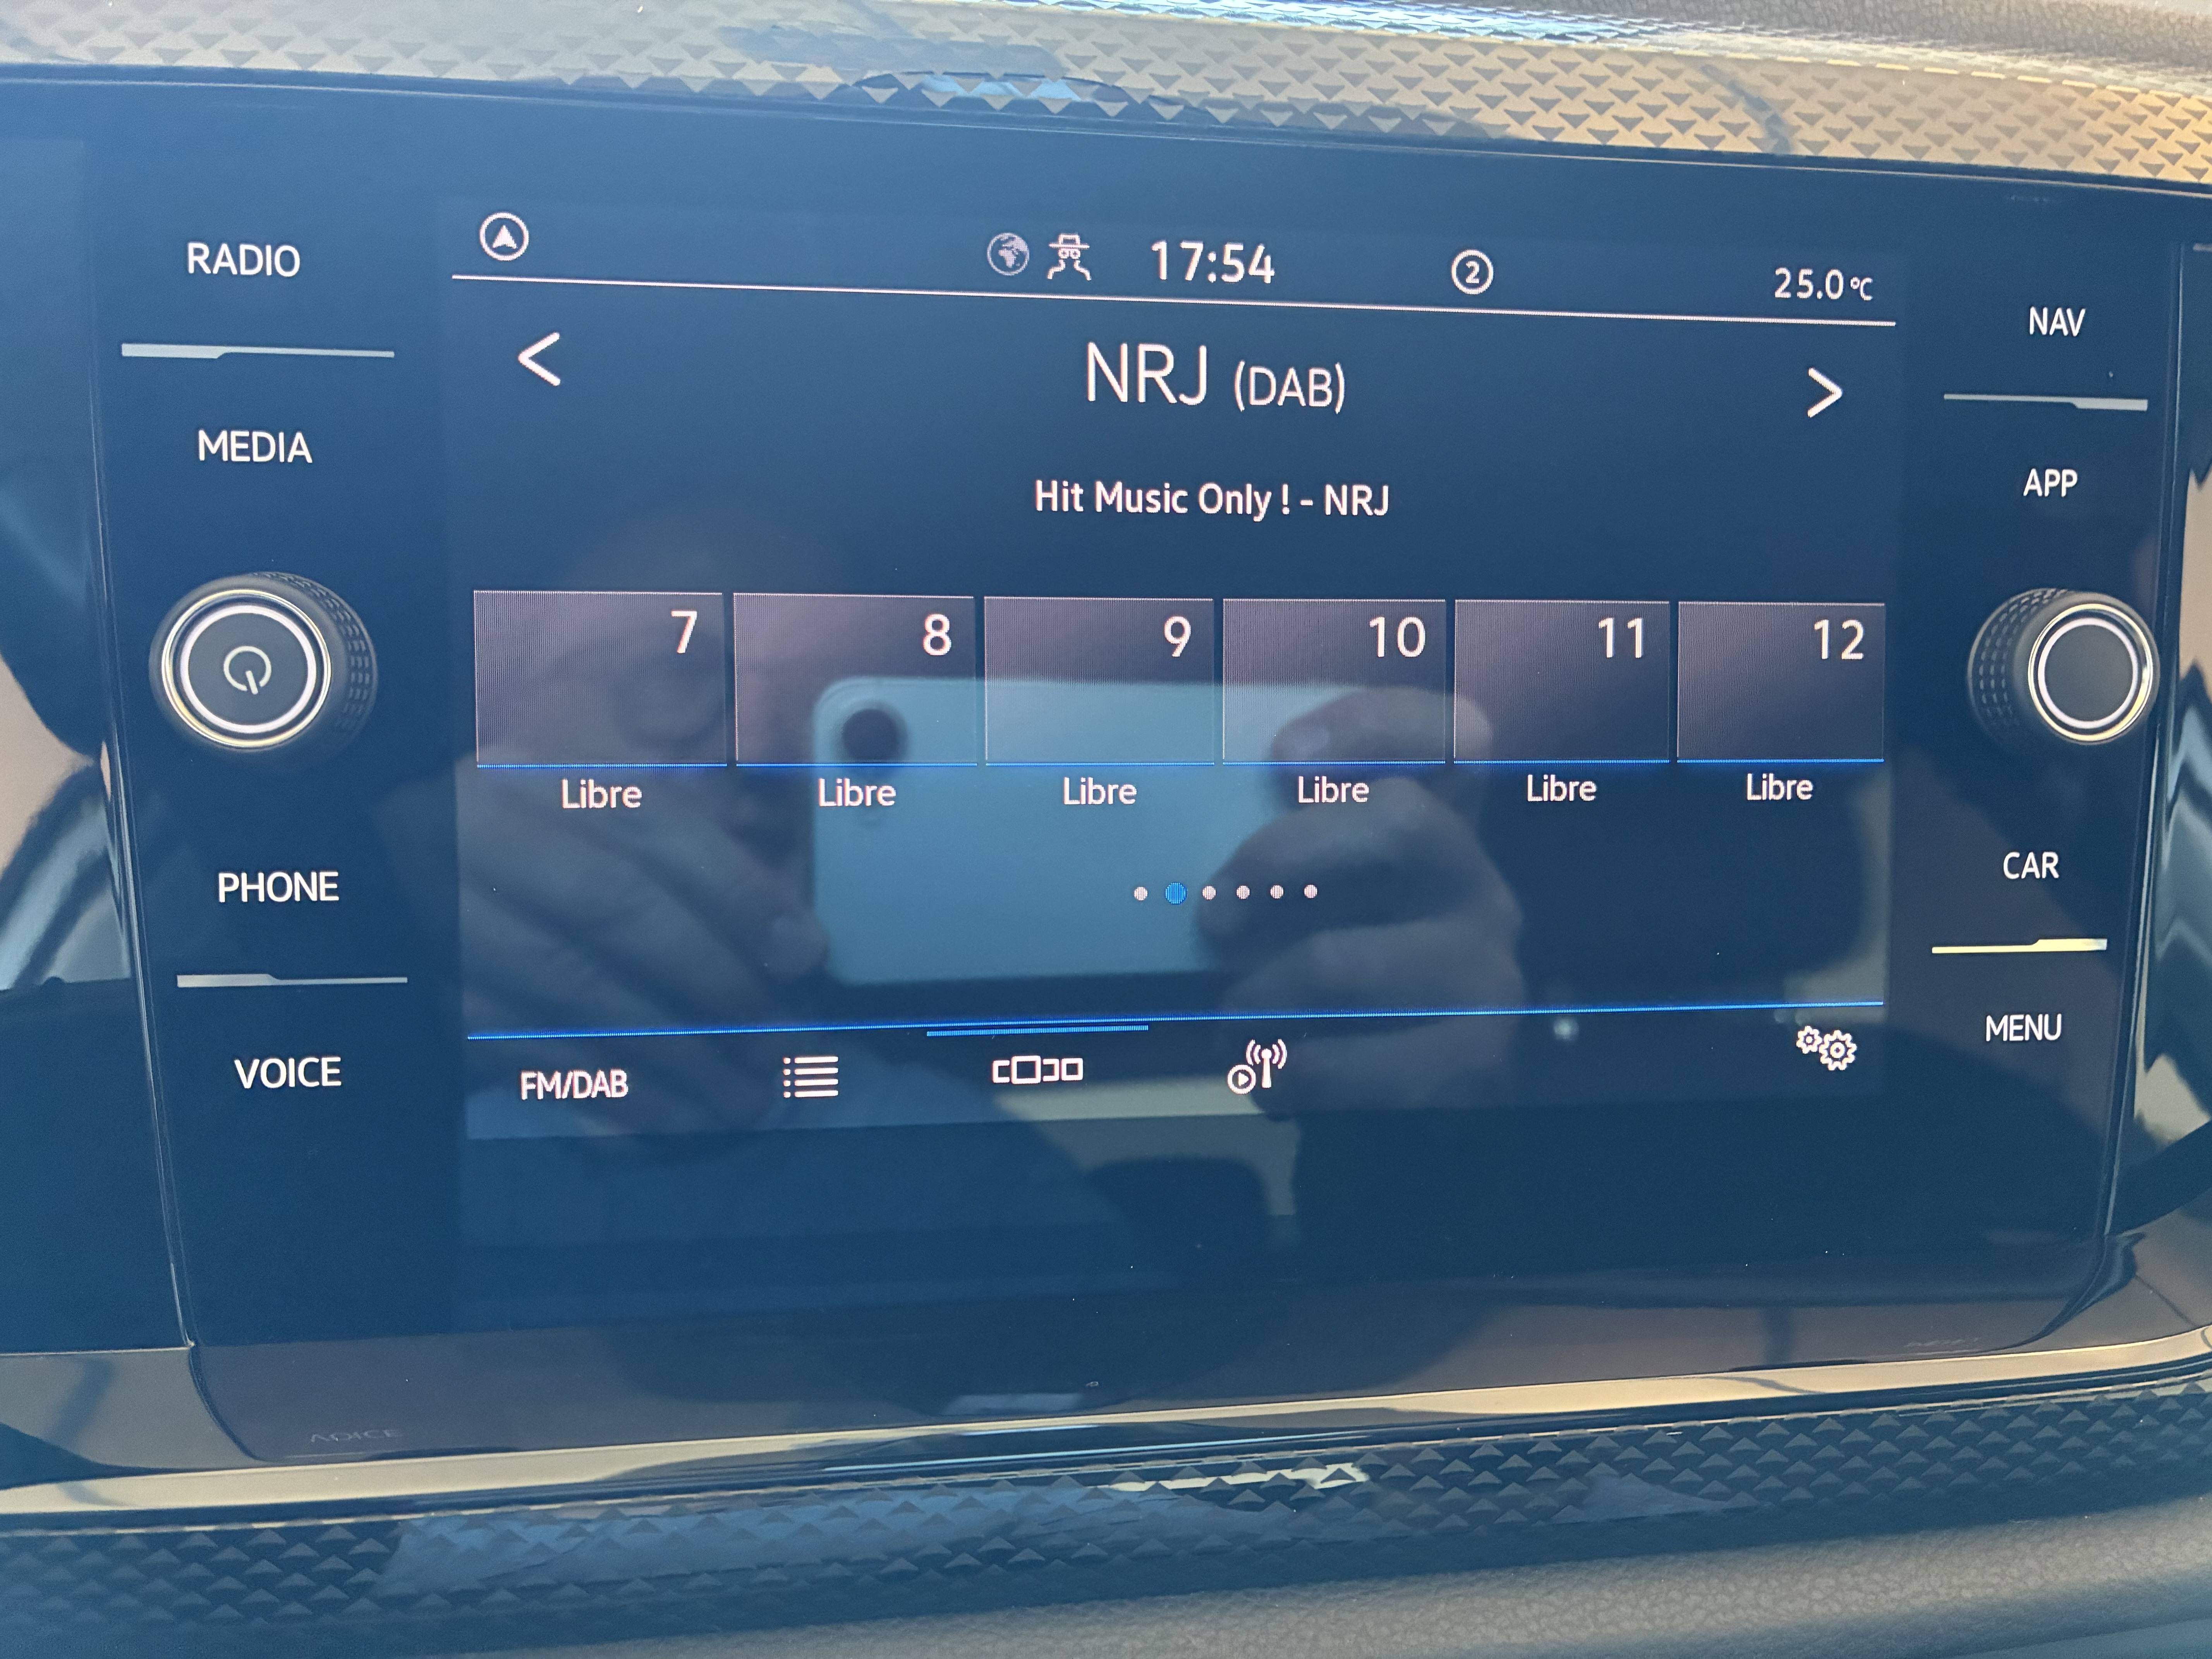 RADIO
MEDIA
PHONE
VOICE
17:54
2
25.0 °C
NRJ (DAB)
Hit Music Only ! - NRJ
7 8 9 10 11 12
Libre Libre Libre Libre Libre Libre
FM/DAB
NAV
APP
CAR
MENU